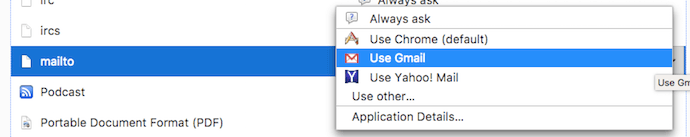 irc
Always ask
Always ask
ircs
Use Chrome (default)
mailto
Use Gmail
Use Yahoo! Mail
Use Gm
Podcast
Use other...
Portable Document Format (PDF)
Application Details...